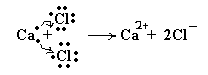 Cl
Ca + ⟶ Ca²⁺ + 2Cl⁻
Cl